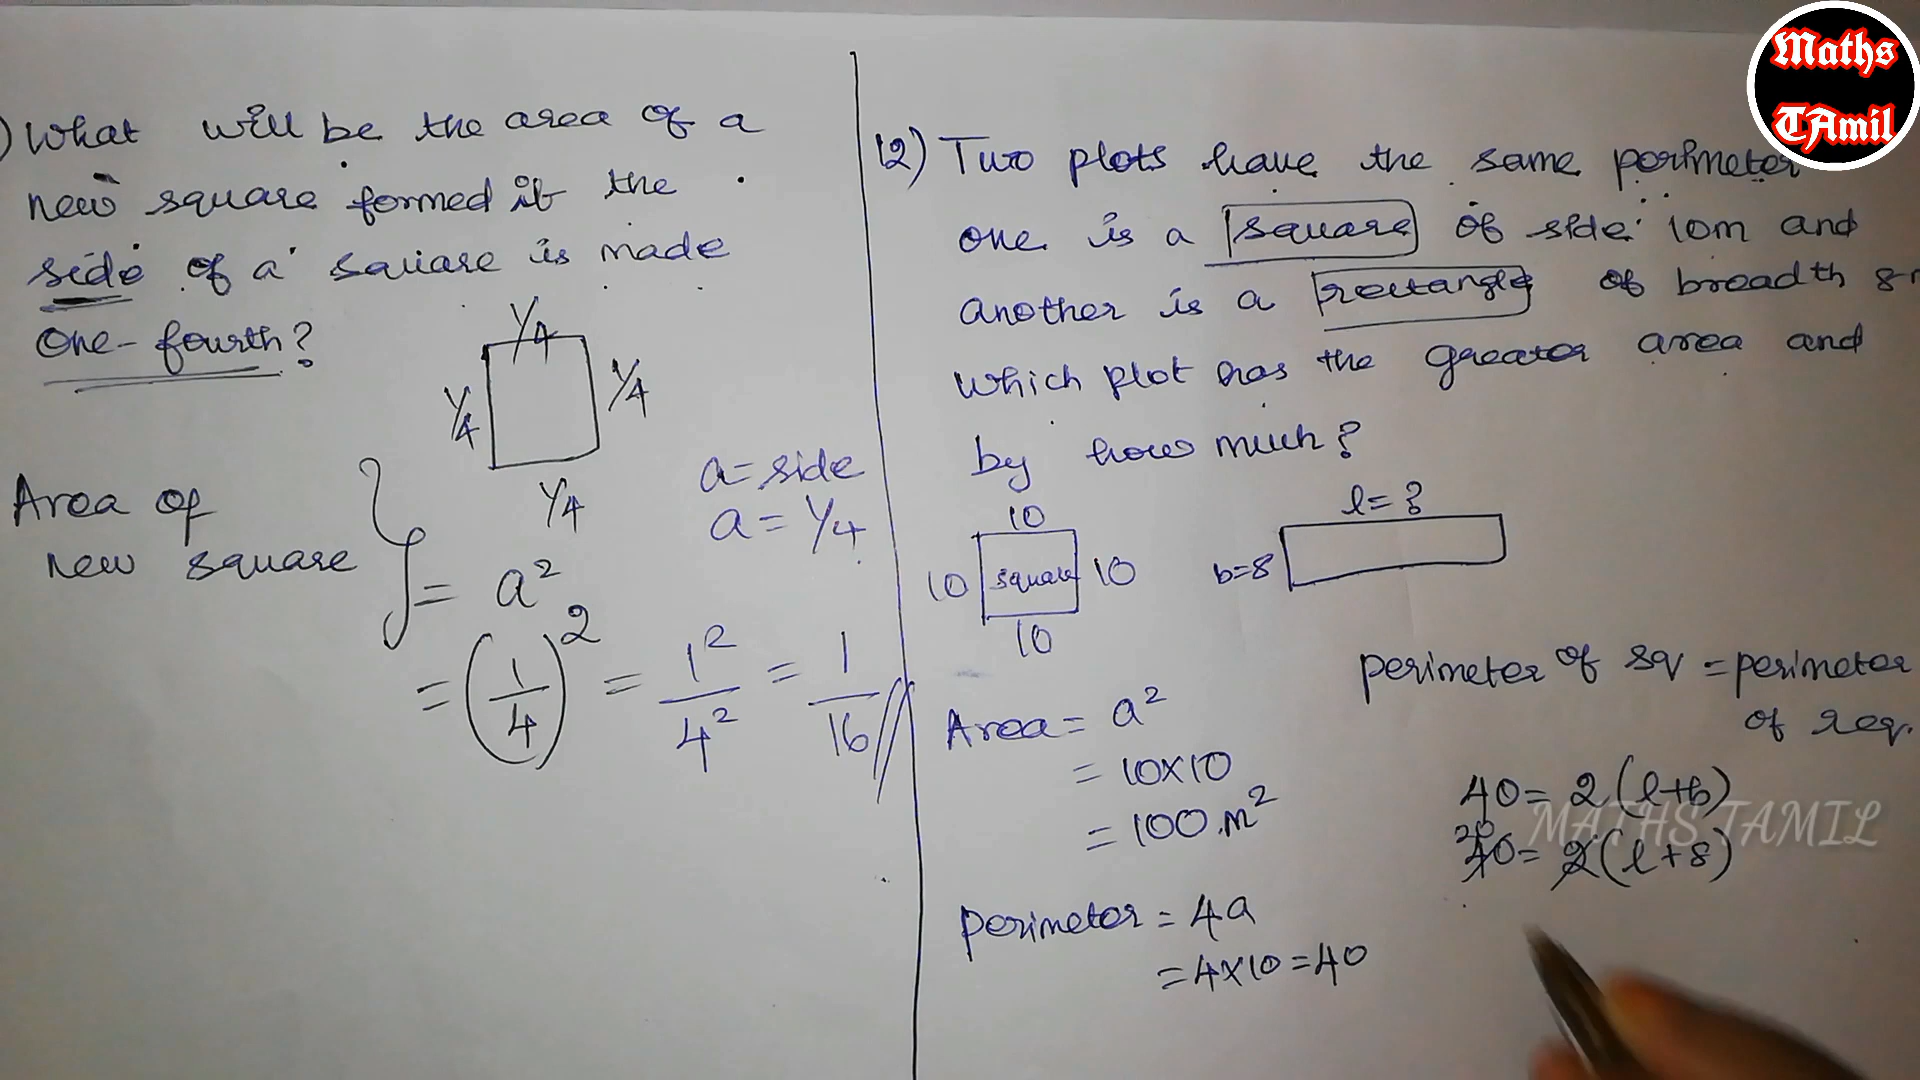 ) What will be the area of a
new square formed if the
side of a square is made
one-fourth?
1/4
1/4
1/4
1/4
a = side
a = 1/4
Area of
new square
= a²
= (1/4)² = 1²/4² = 1/16 //
12) Two plots have the same perimeter
one is a square of side 10m and
another is a rectangle of breadth 8m
which plot has the greater area and
by how much?
10
10 square 10
10
l = ?
b=8
Area = a²
= 10×10
= 100.m²
perimeter = 4a
= 4×10 = 40
perimeter of sq = perimeter
of req.
40 = 2(l+b)
20
40 = 2(l+8)
Maths
TAmil
MATHS TAMIL